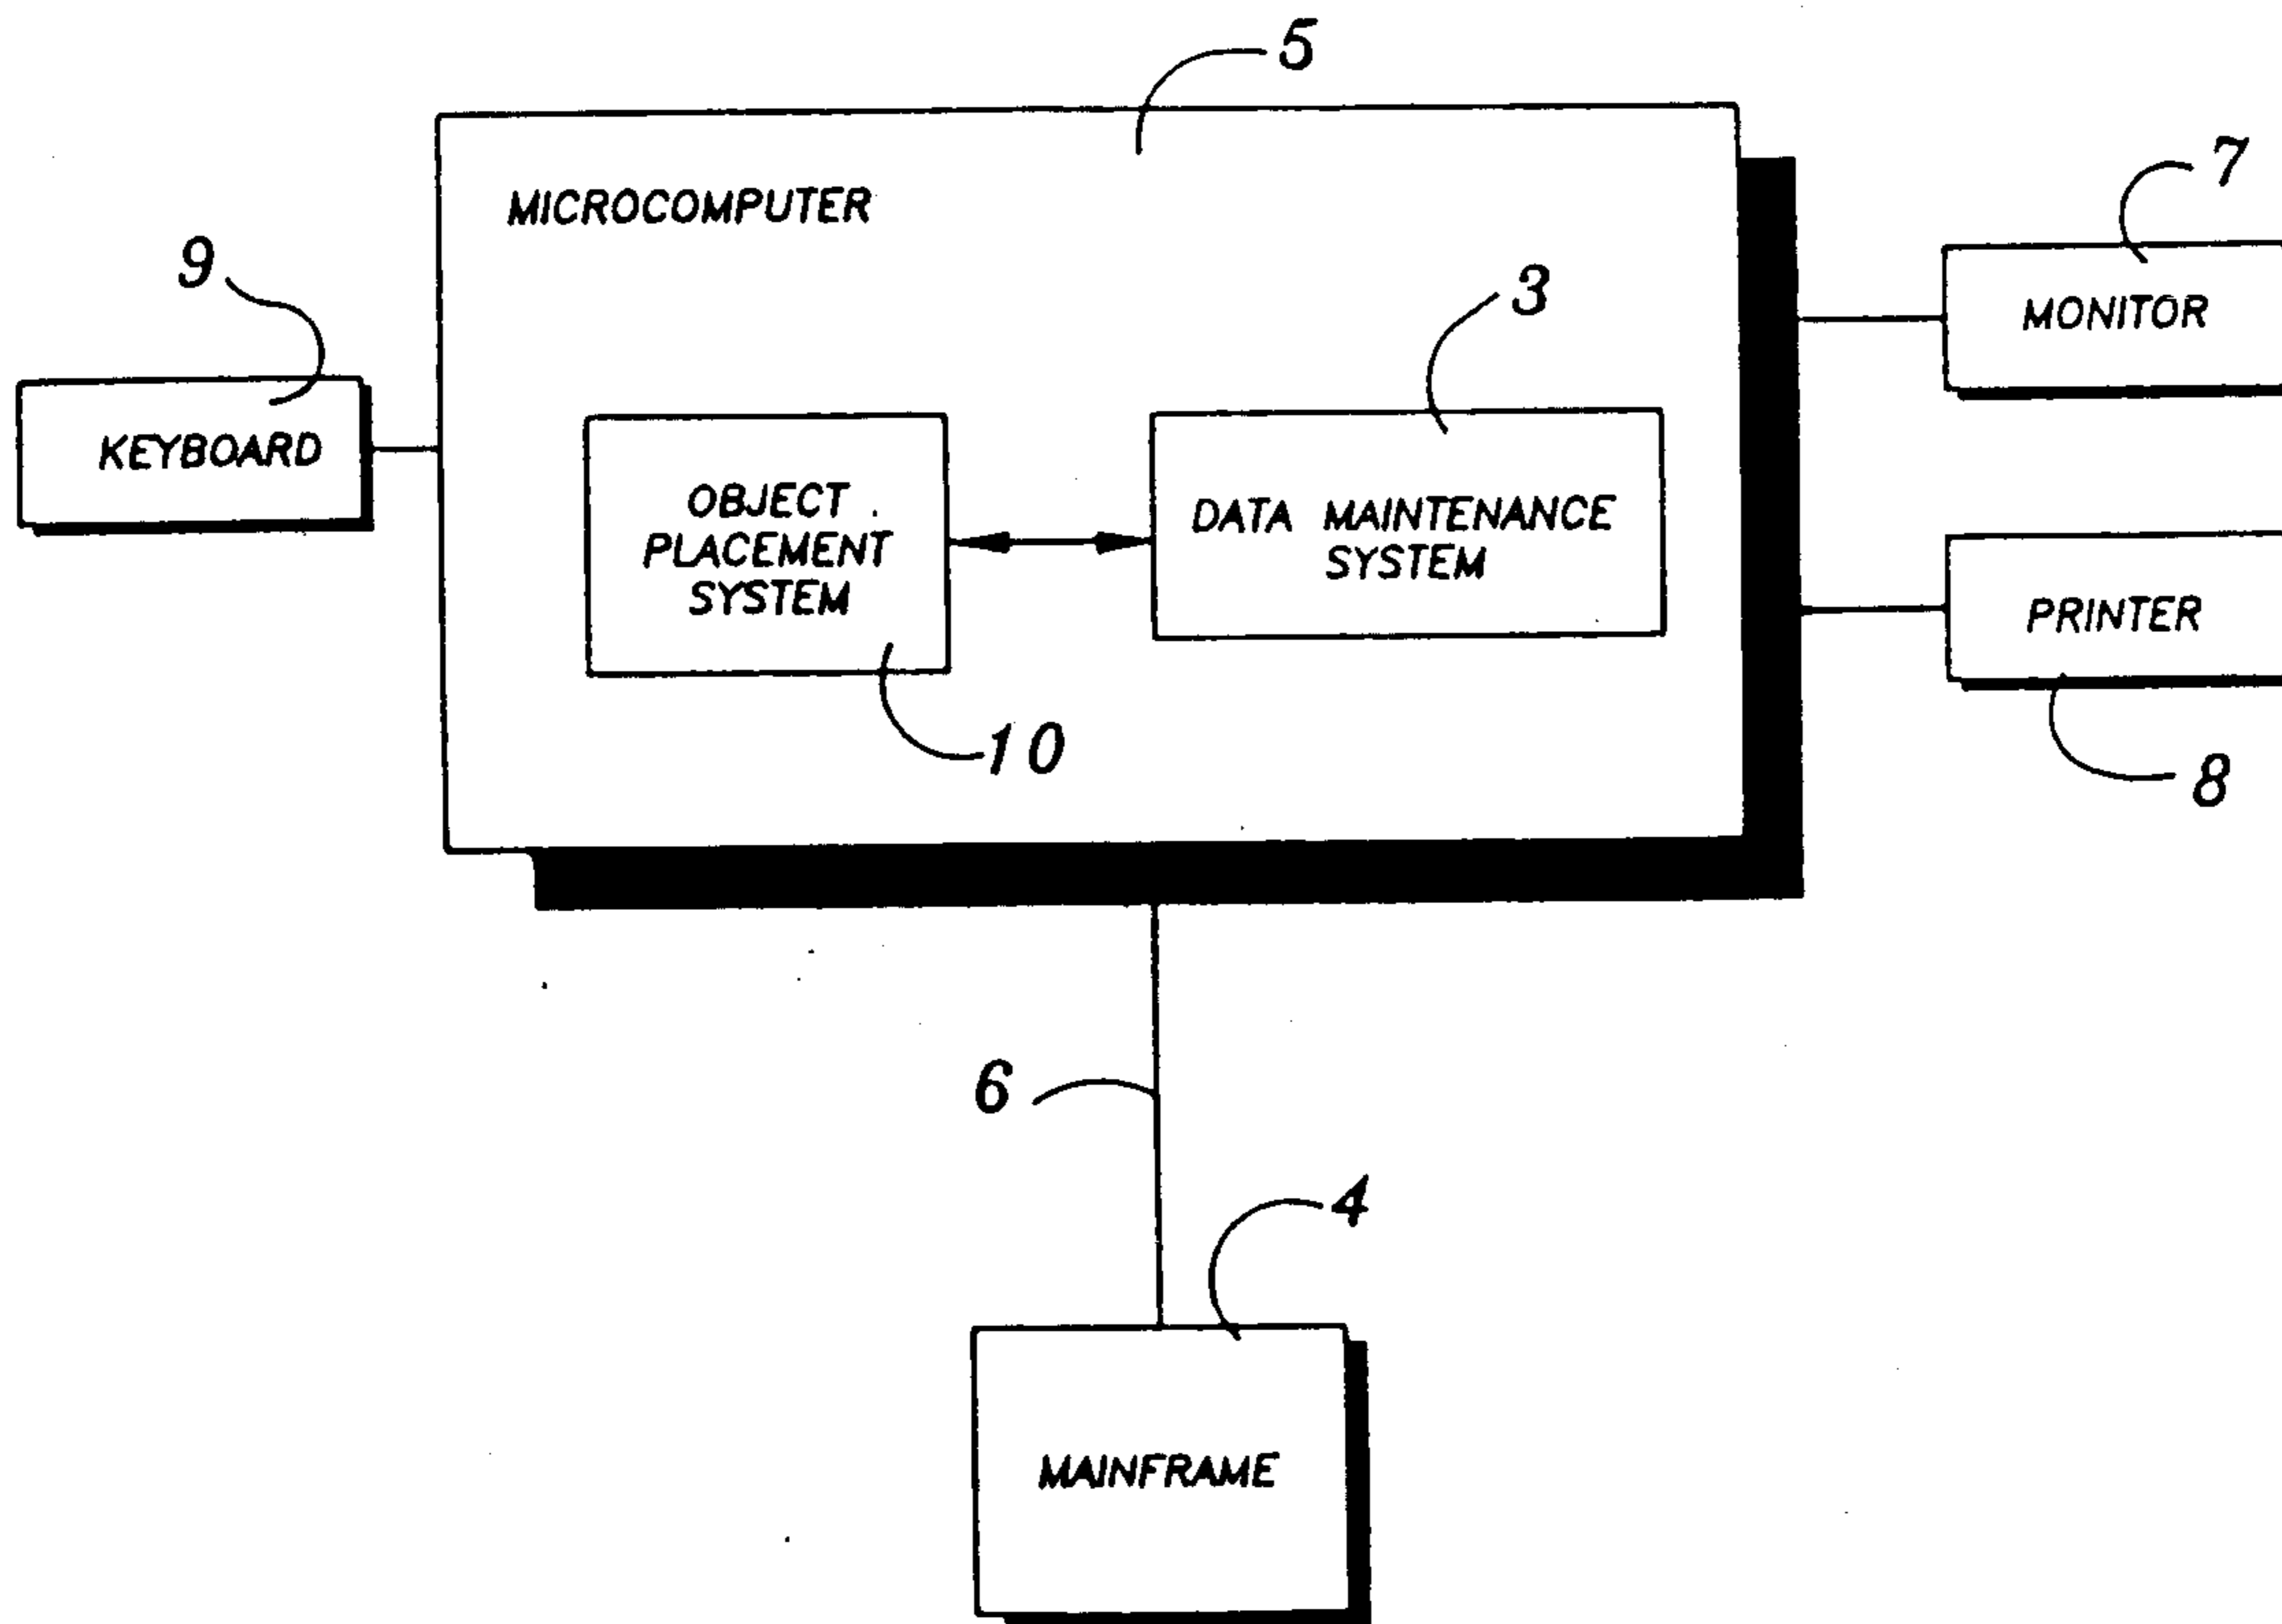 5
MICROCOMPUTER
7
9
3
MONITOR
KEYBOARD
OBJECT
PLACEMENT
SYSTEM
DATA MAINTENANCE
SYSTEM
PRINTER
10
8
6
4
MAINFRAME